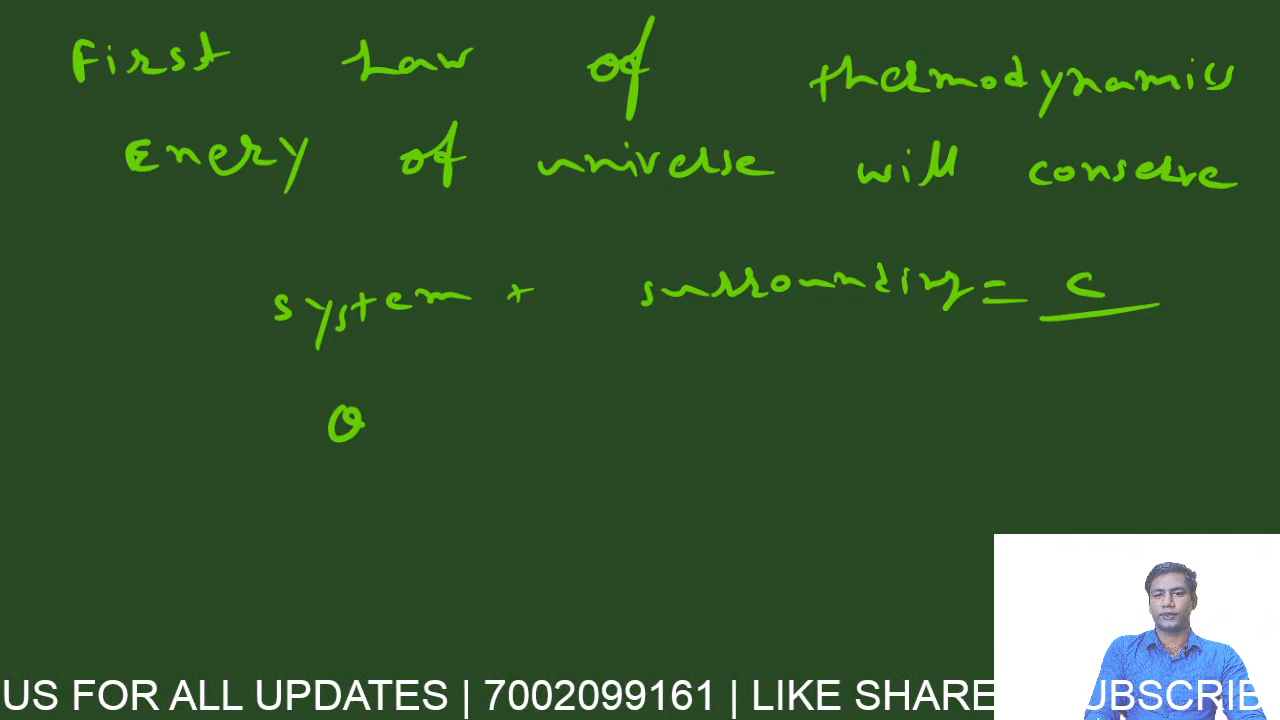 First Law of thermodynamics
Enery of universe will conserve
system + surrounding = C
Q
US FOR ALL UPDATES | 7002099161 | LIKE SHARE UBSCRIB